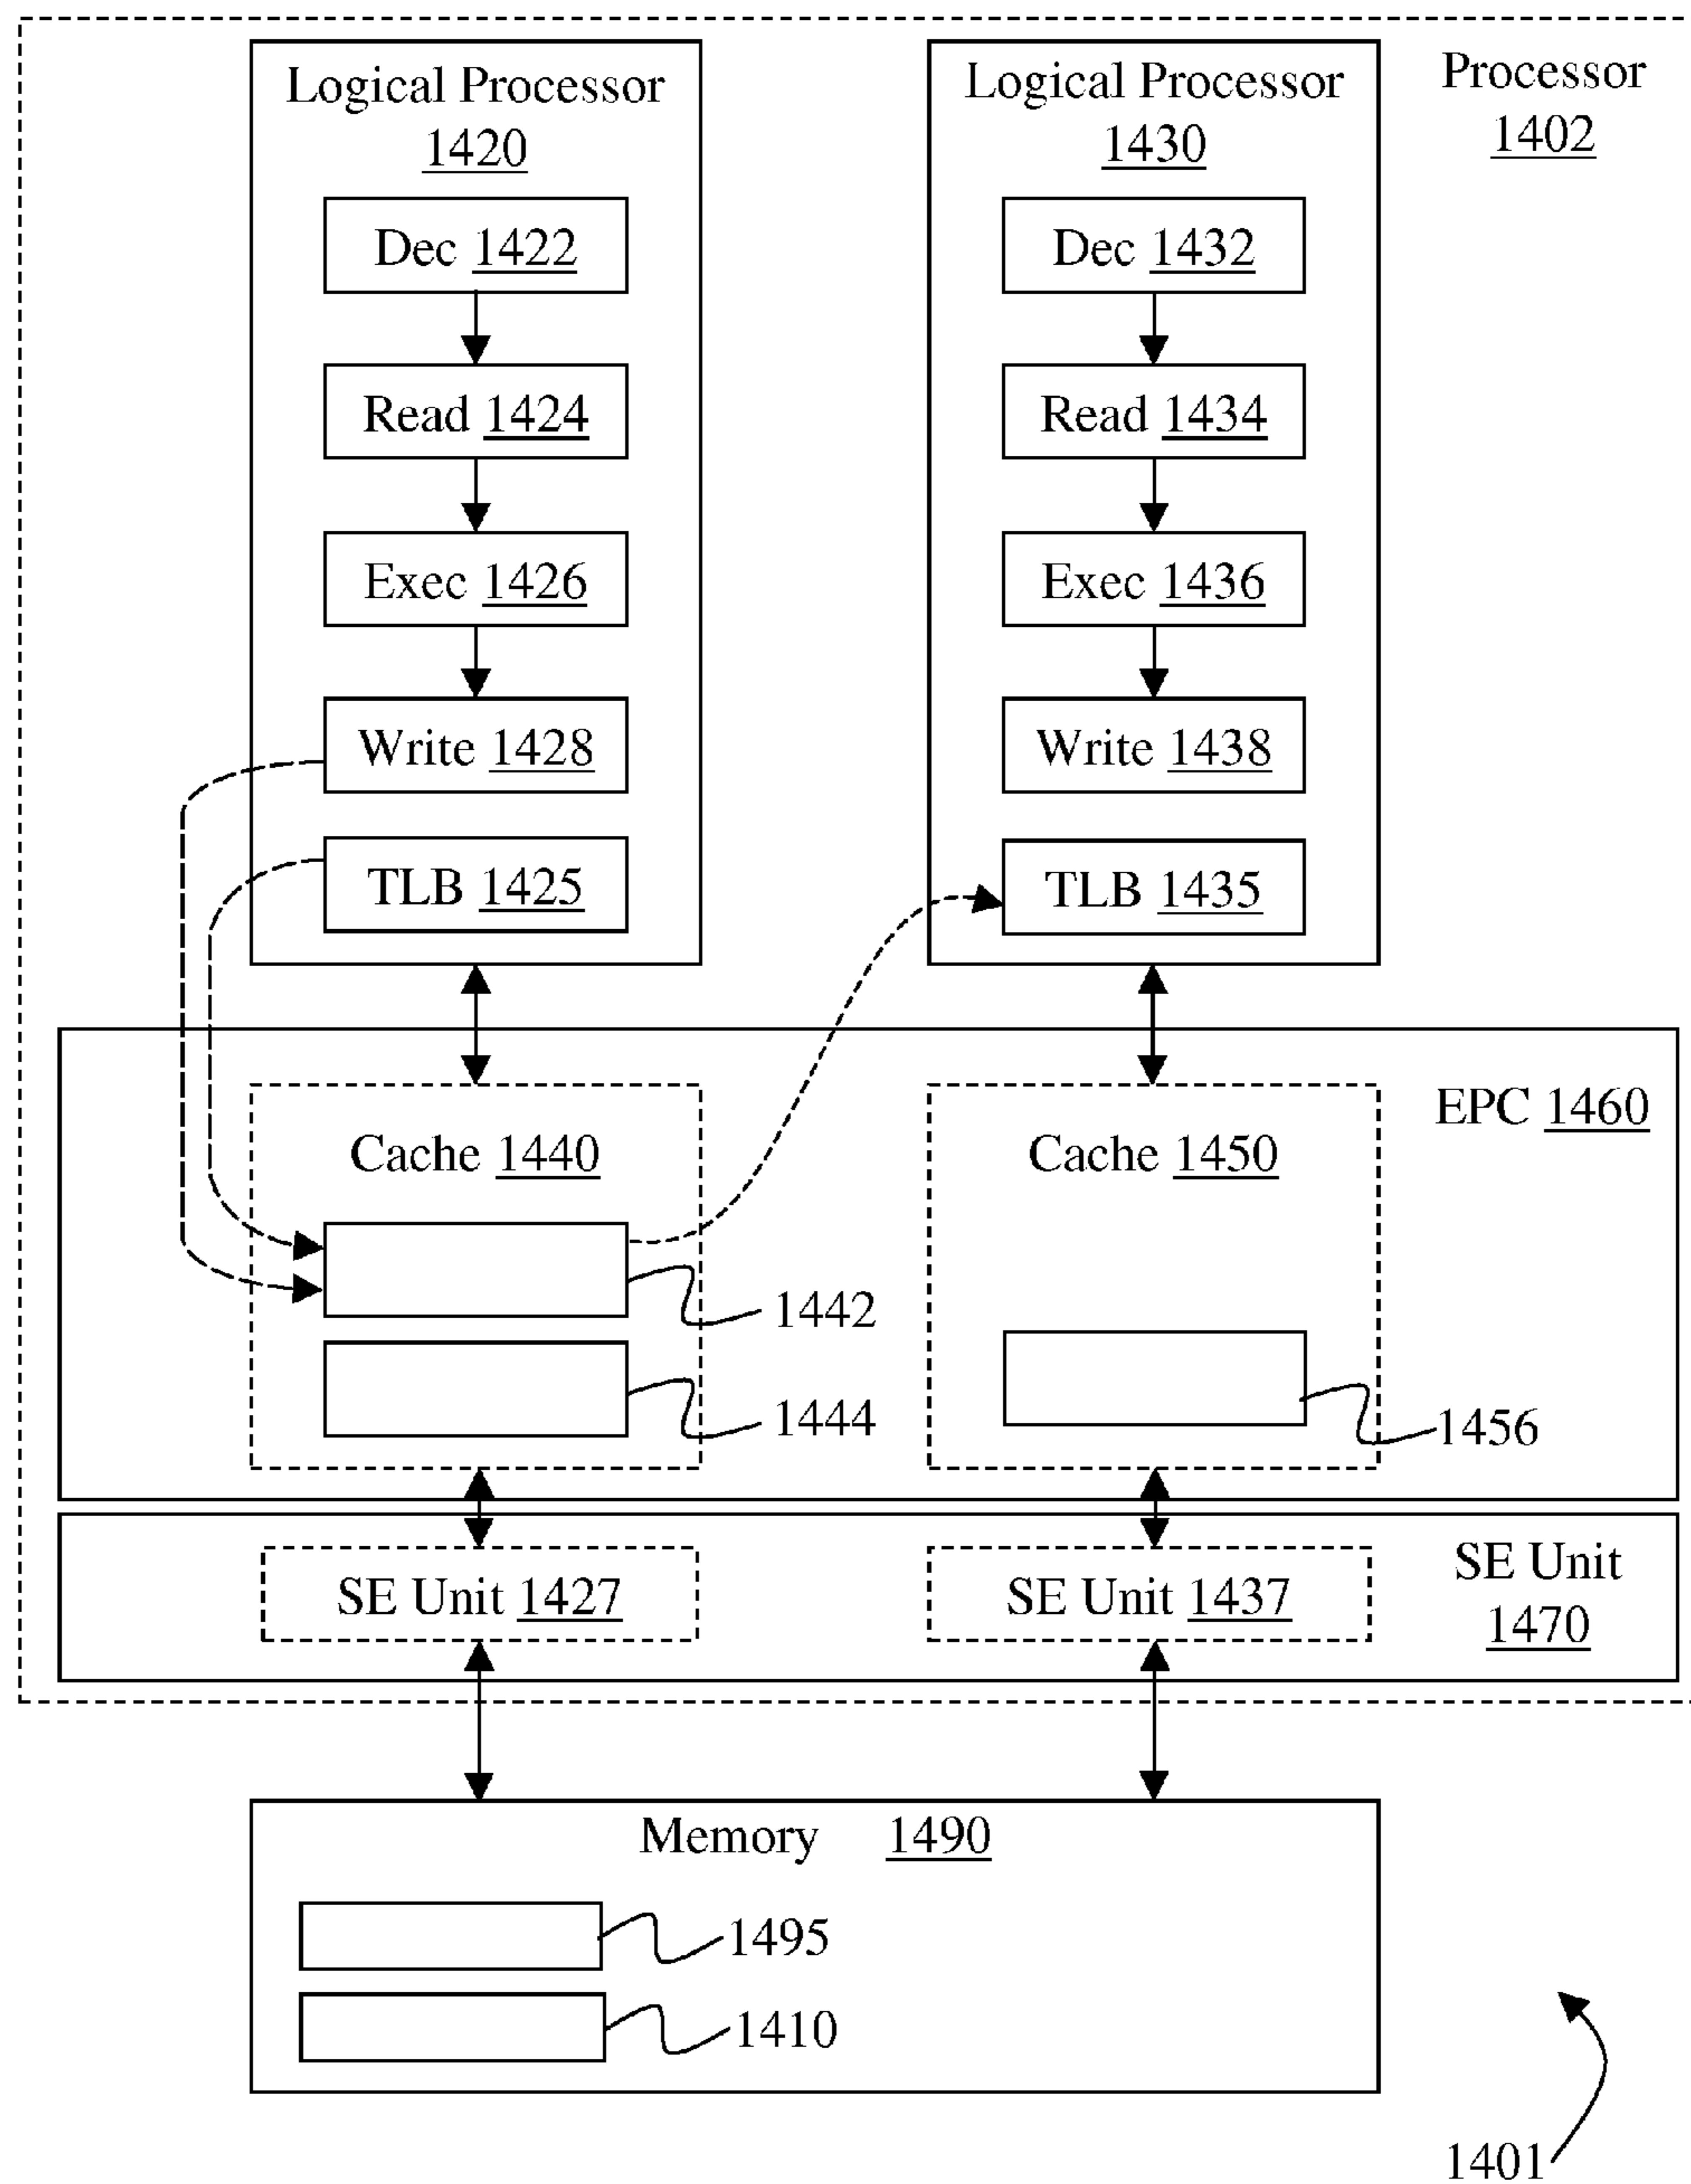 Logical Processor
1420
Dec 1422
Read 1424
Exec 1426
Write 1428
TLB 1425
Logical Processor
1430
Dec 1432
Read 1434
Exec 1436
Write 1438
TLB 1435
Processor
1402
EPC 1460
Cache 1440
1442
1444
Cache 1450
1456
SE Unit 1427
SE Unit 1437
SE Unit
1470
Memory 1490
1495
1410
1401